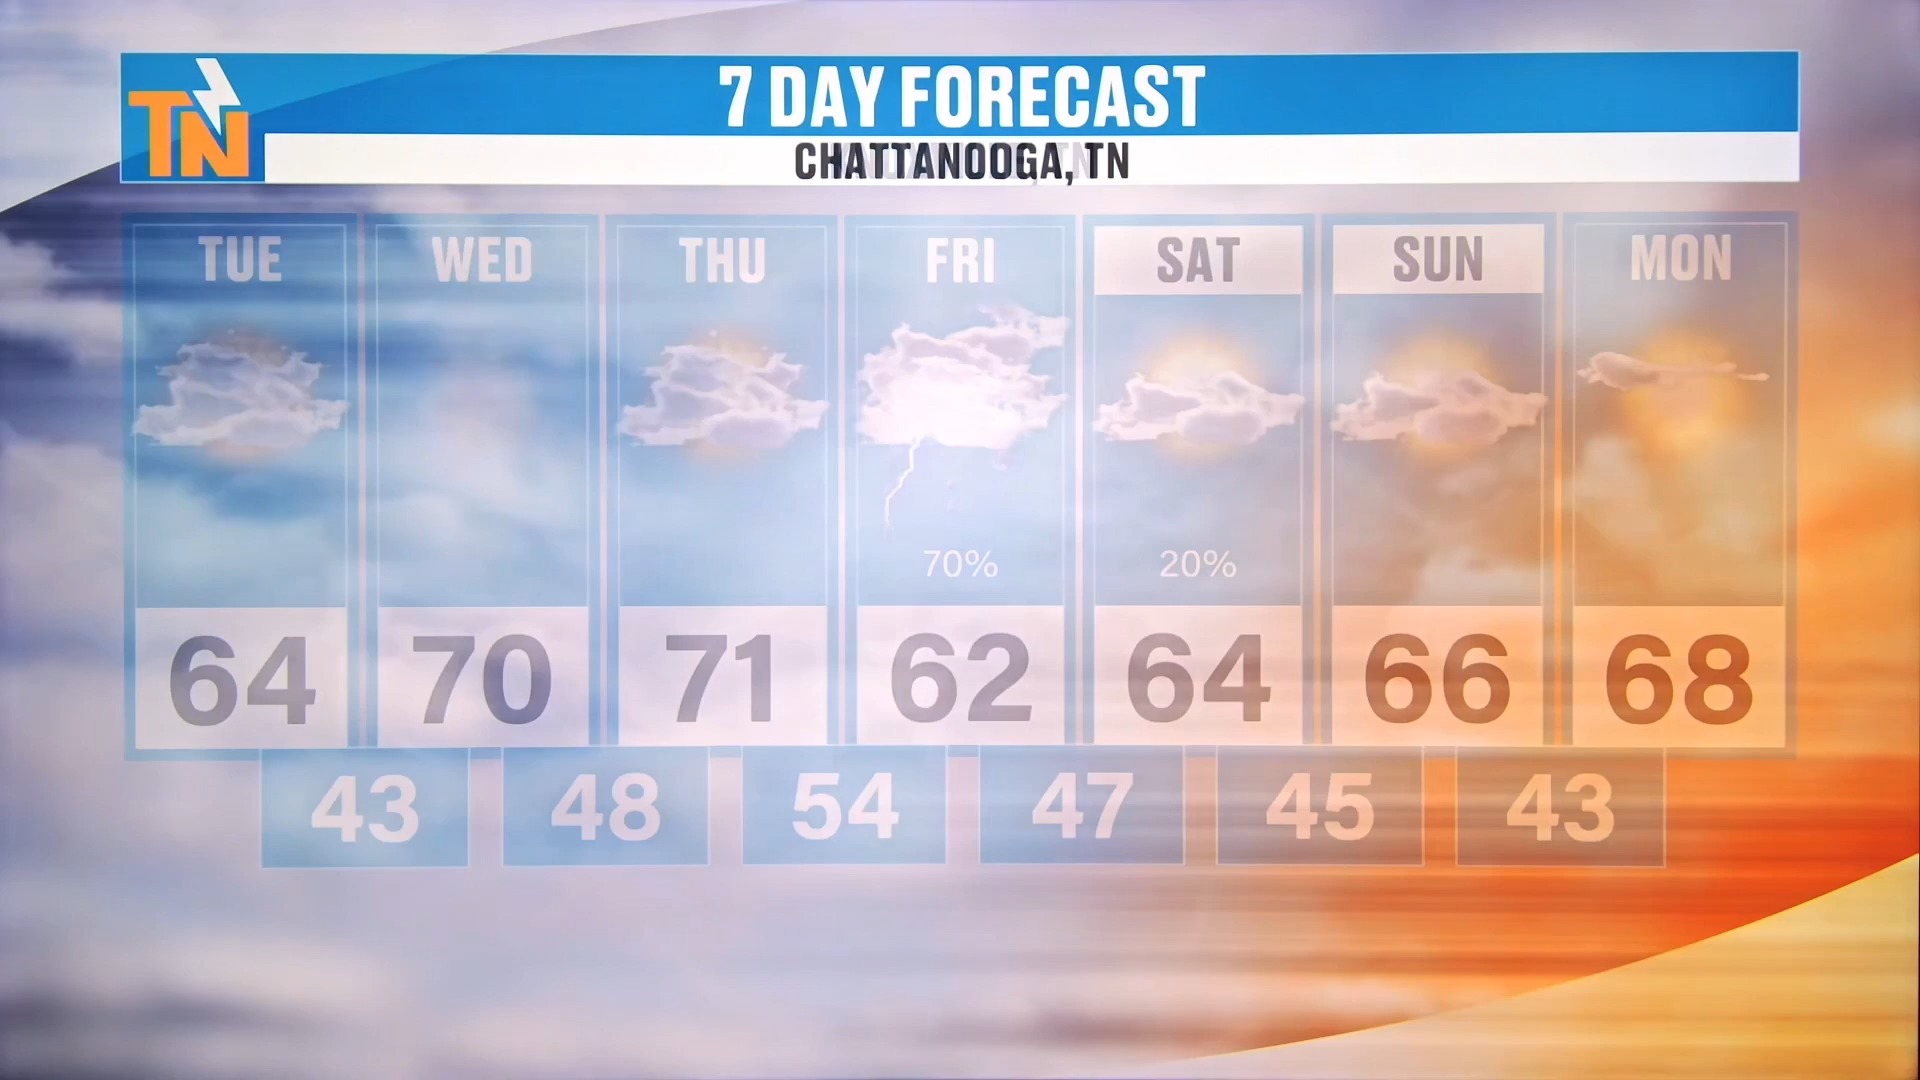 TN
7 DAY FORECAST
CHATTANOOGA, TN
TUE WED THU FRI SAT SUN MON
70% 20%
64 70 71 62 64 66 68
43 48 54 47 45 43